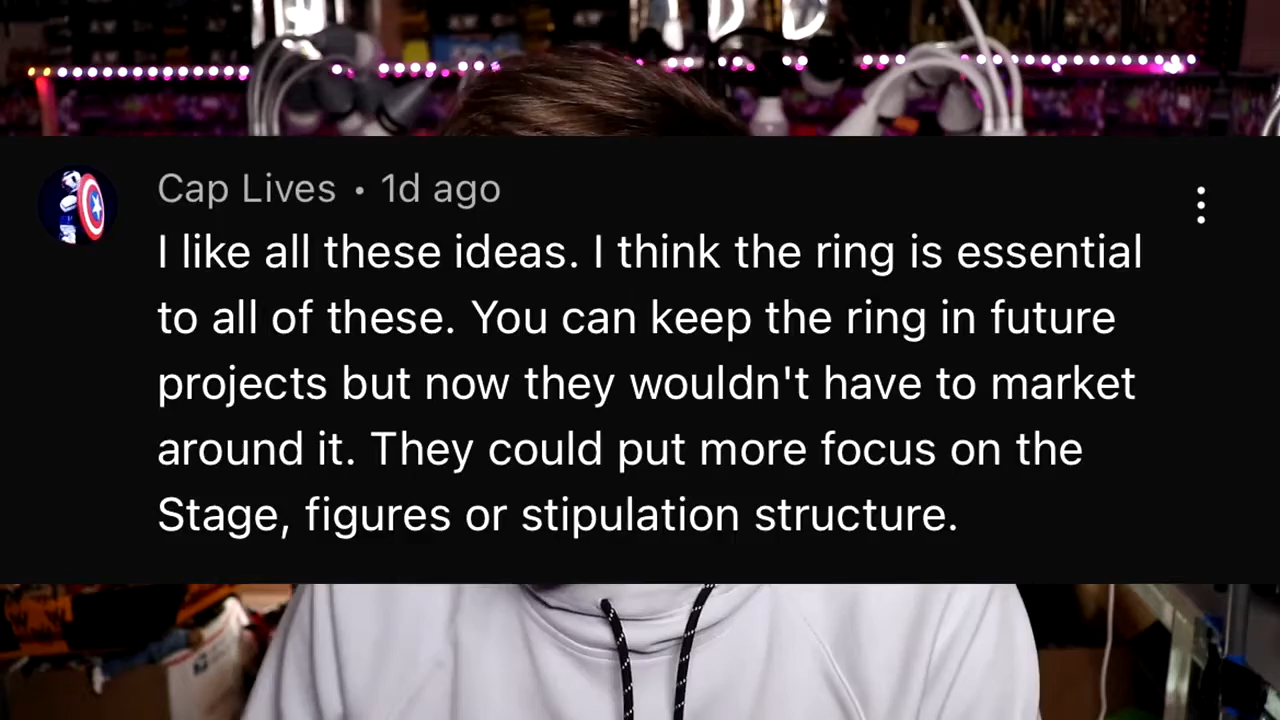 Cap Lives • 1d ago
I like all these ideas. I think the ring is essential
to all of these. You can keep the ring in future
projects but now they wouldn't have to market
around it. They could put more focus on the
Stage, figures or stipulation structure.